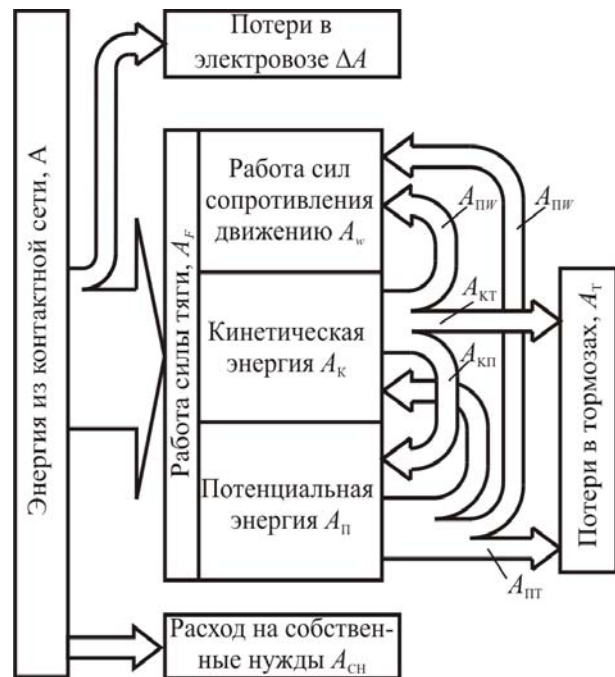 Потери в
электровозе ΔA
Энергия из контактной сети, А
Работа силы тяги, A_F
Работа сил
сопротивления
движению A_w
Кинетическая
энергия A_К
Потенциальная
энергия A_П
A_ПW
A_ПW
A_КТ
A_КП
A_ПТ
Потери в тормозах, A_Т
Расход на собствен-
ные нужды A_СН